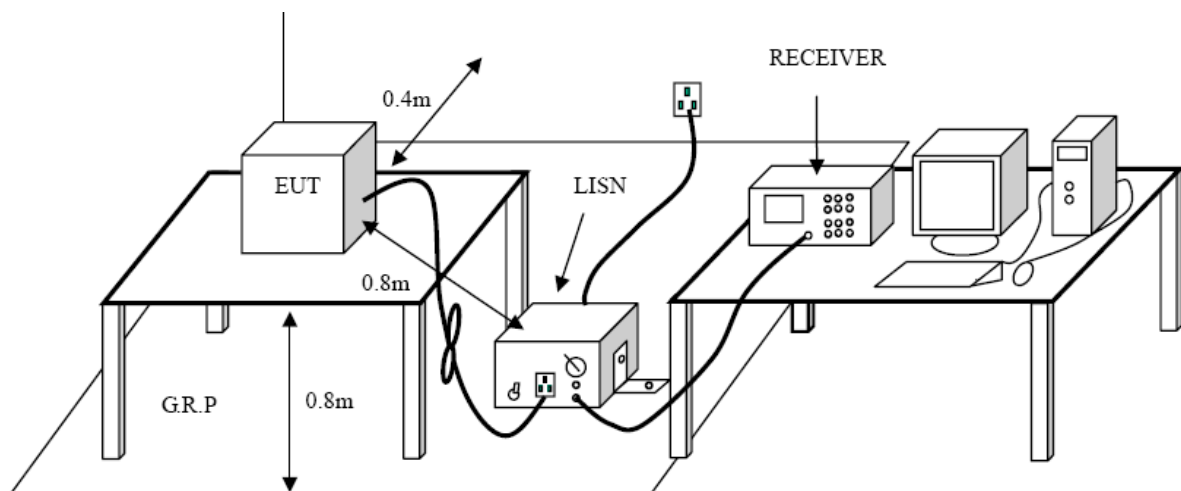 RECEIVER
0.4m
EUT
LISN
0.8m
G.R.P
0.8m